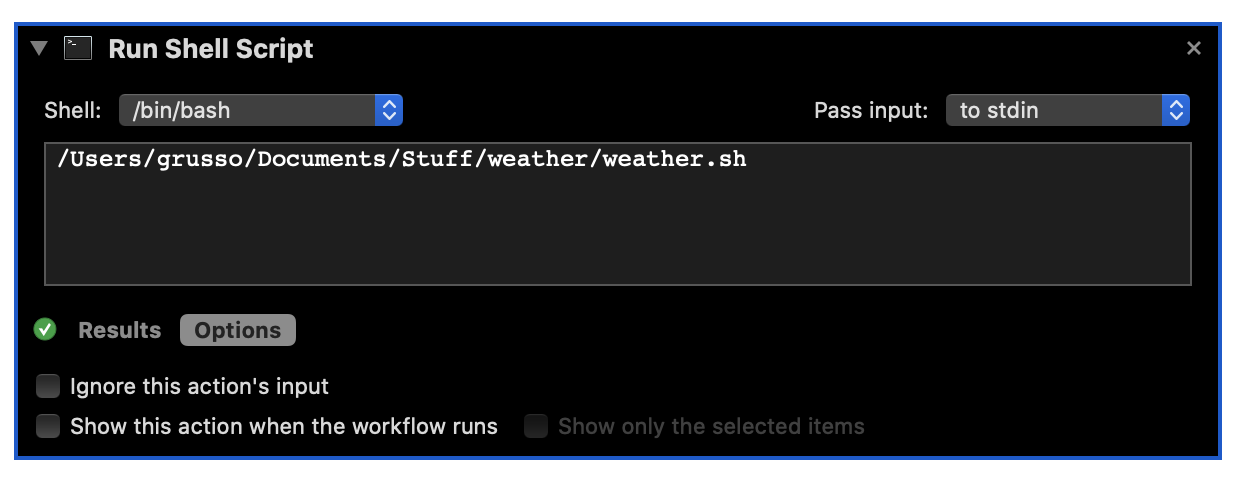 Run Shell Script
Shell: /bin/bash Pass input: to stdin
/Users/grusso/Documents/Stuff/weather/weather.sh
Results Options
Ignore this action's input
Show this action when the workflow runs Show only the selected items